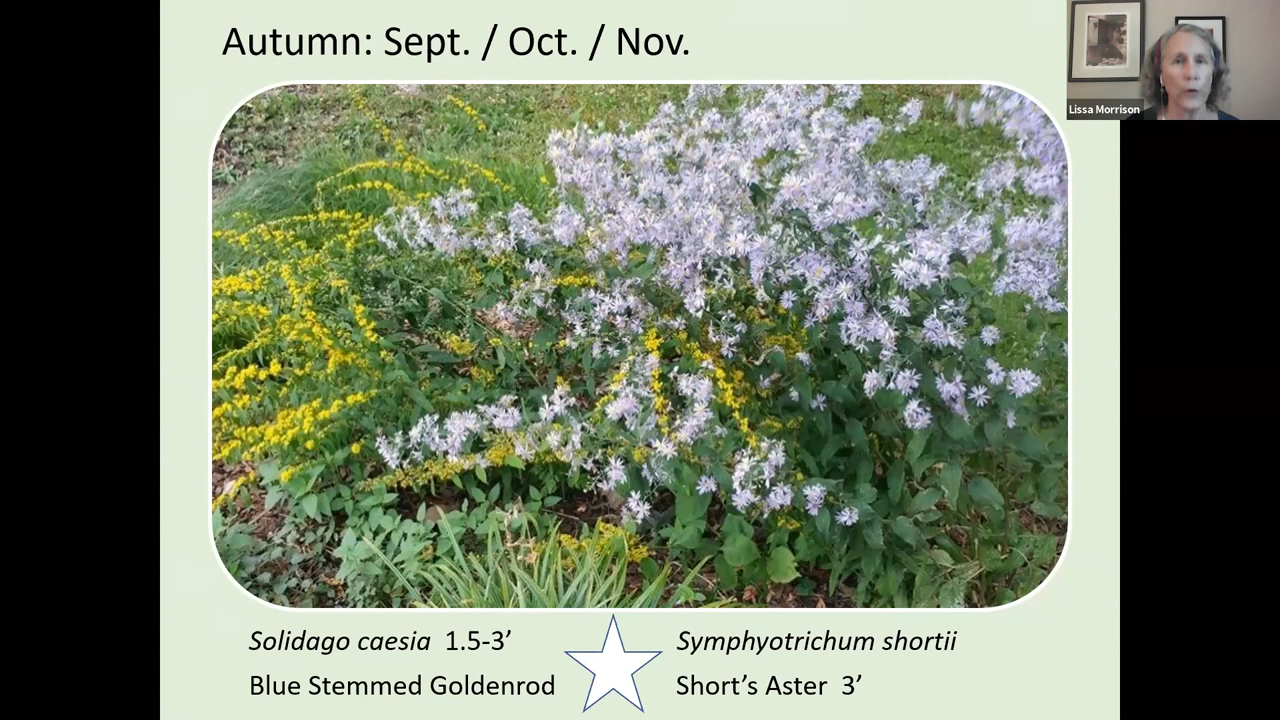 Autumn: Sept. / Oct. / Nov.
Lissa Morrison
Solidago caesia 1.5-3’
Symphyotrichum shortii
Blue Stemmed Goldenrod
Short’s Aster 3’